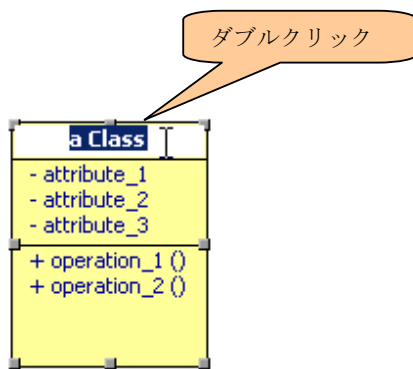 ダブルクリック
a Class
- attribute_1
- attribute_2
- attribute_3
+ operation_1 ()
+ operation_2 ()